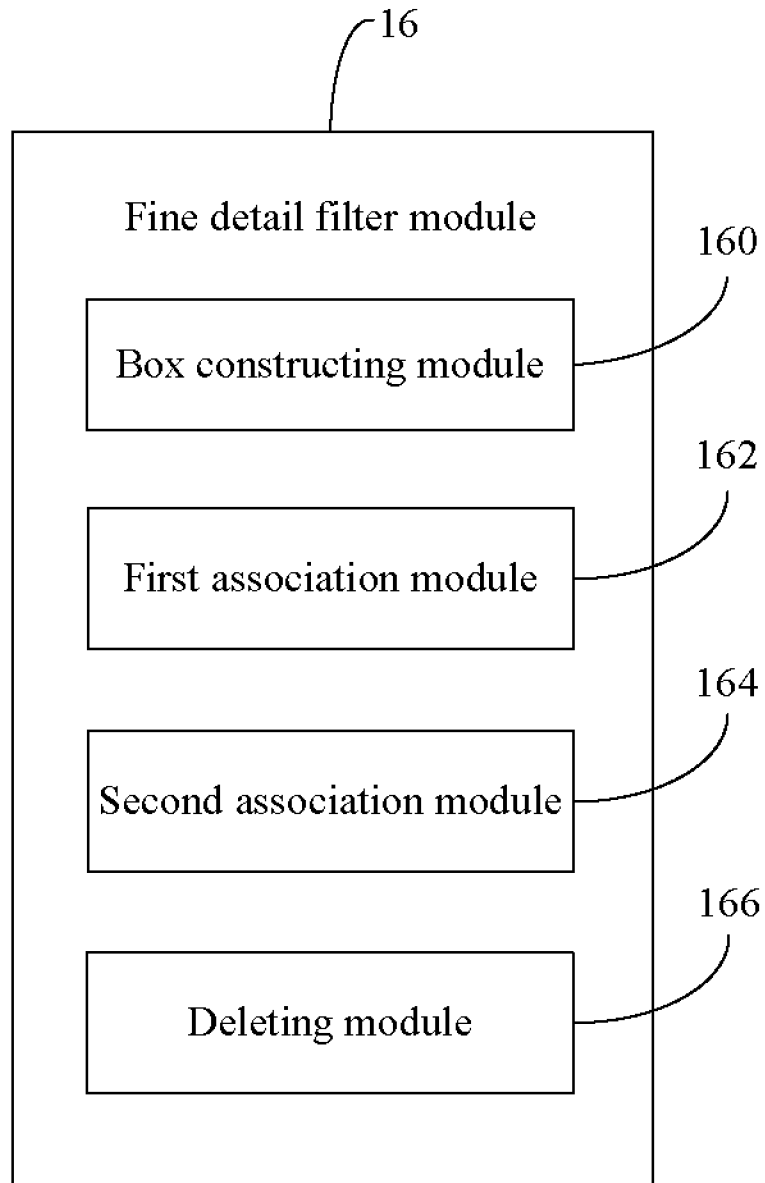 16
Fine detail filter module
160
Box constructing module
162
First association module
164
Second association module
166
Deleting module